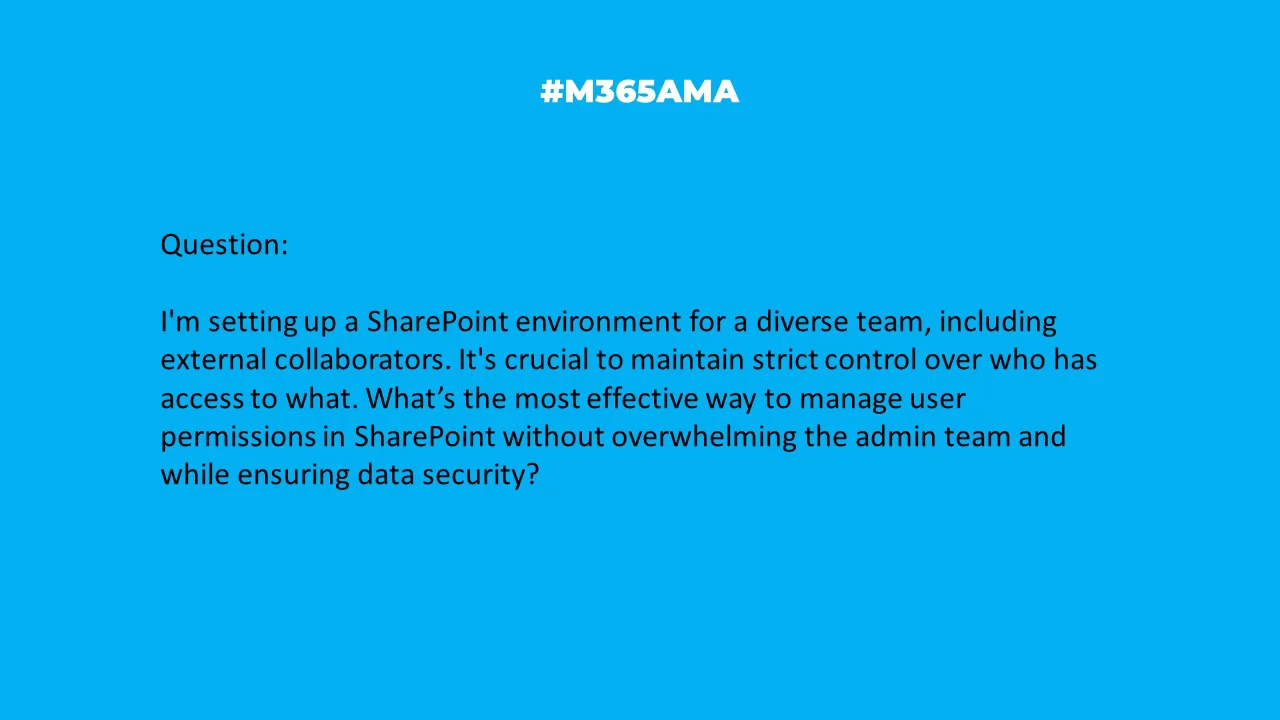 #M365AMA
Question:
I'm setting up a SharePoint environment for a diverse team, including
external collaborators. It's crucial to maintain strict control over who has
access to what. What’s the most effective way to manage user
permissions in SharePoint without overwhelming the admin team and
while ensuring data security?